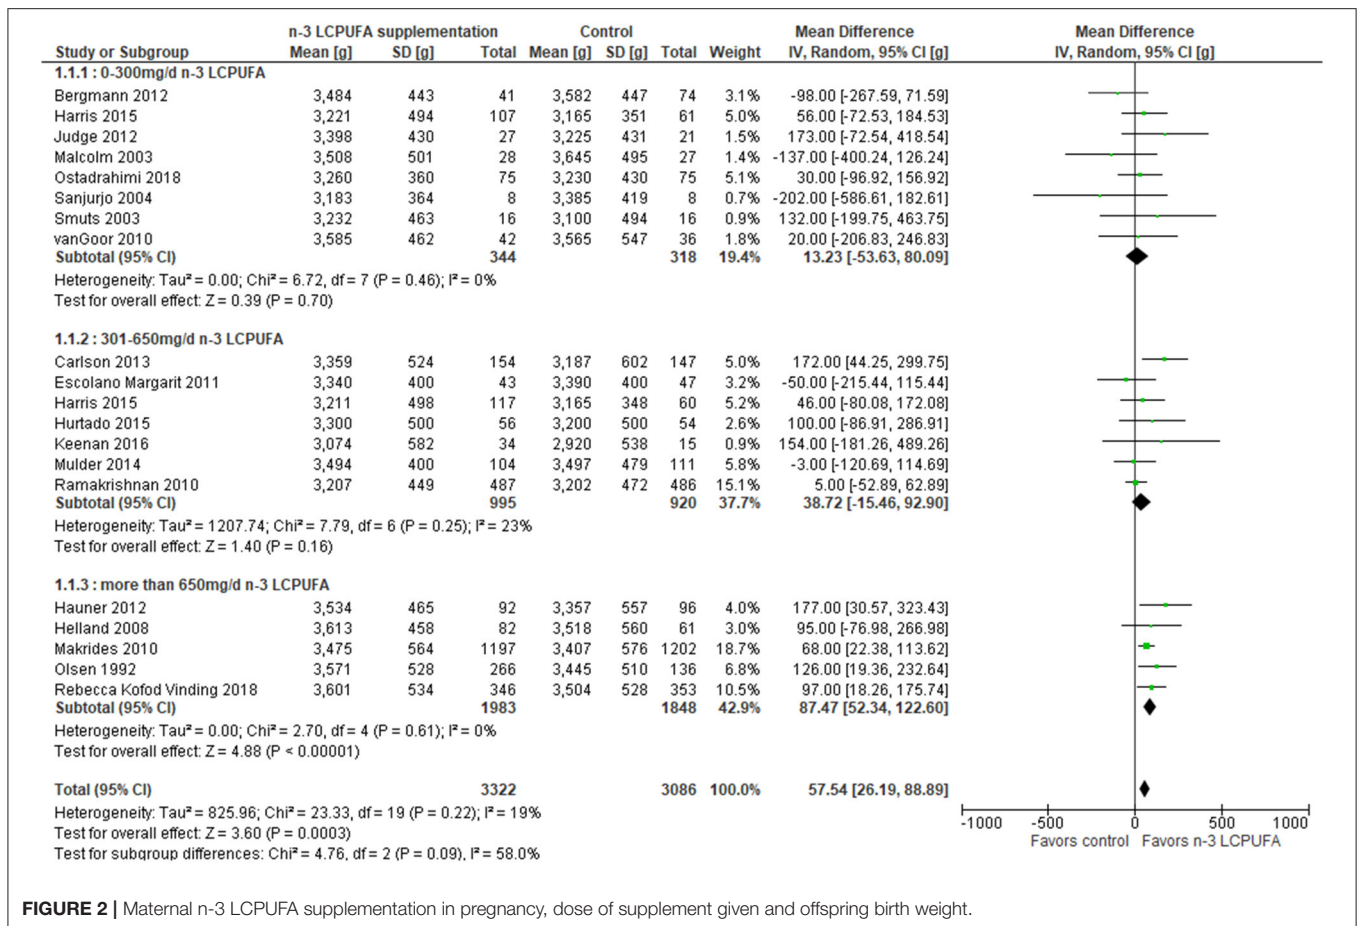 n-3 LCPUFA supplementation Control Mean Difference Mean Difference
Study or Subgroup Mean [g] SD [g] Total Mean [g] SD [g] Total Weight IV, Random, 95% CI [g] IV, Random, 95% CI [g]
1.1.1 : 0-300mg/d n-3 LCPUFA
Bergmann 2012 3,484 443 41 3,582 447 74 3.1% -98.00 [-267.59, 71.59]
Harris 2015 3,221 494 107 3,165 351 61 5.0% 56.00 [-72.53, 184.53]
Judge 2012 3,398 430 27 3,225 431 21 1.5% 173.00 [-72.54, 418.54]
Malcolm 2003 3,508 501 28 3,645 495 27 1.4% -137.00 [-400.24, 126.24]
Ostadrahimi 2018 3,260 360 75 3,230 430 75 5.1% 30.00 [-96.92, 156.92]
Sanjurjo 2004 3,183 364 8 3,385 419 8 0.7% -202.00 [-586.61, 182.61]
Smuts 2003 3,232 463 16 3,100 494 16 0.9% 132.00 [-199.75, 463.75]
vanGoor 2010 3,585 462 42 3,565 547 36 1.8% 20.00 [-206.83, 246.83]
Subtotal (95% CI) 344 318 19.4% 13.23 [-53.63, 80.09]
Heterogeneity: Tau² = 0.00; Chi² = 6.72, df = 7 (P = 0.46); I² = 0%
Test for overall effect: Z = 0.39 (P = 0.70)
1.1.2 : 301-650mg/d n-3 LCPUFA
Carlson 2013 3,359 524 154 3,187 602 147 5.0% 172.00 [44.25, 299.75]
Escolano Margarit 2011 3,340 400 43 3,390 400 47 3.2% -50.00 [-215.44, 115.44]
Harris 2015 3,211 498 117 3,165 348 60 5.2% 46.00 [-80.08, 172.08]
Hurtado 2015 3,300 500 56 3,200 500 54 2.6% 100.00 [-86.91, 286.91]
Keenan 2016 3,074 582 34 2,920 538 15 0.9% 154.00 [-181.26, 489.26]
Mulder 2014 3,494 400 104 3,497 479 111 5.8% -3.00 [-120.69, 114.69]
Ramakrishnan 2010 3,207 449 487 3,202 472 486 15.1% 5.00 [-52.89, 62.89]
Subtotal (95% CI) 995 920 37.7% 38.72 [-15.46, 92.90]
Heterogeneity: Tau² = 1207.74; Chi² = 7.79, df = 6 (P = 0.25); I² = 23%
Test for overall effect: Z = 1.40 (P = 0.16)
1.1.3 : more than 650mg/d n-3 LCPUFA
Hauner 2012 3,534 465 92 3,357 557 96 4.0% 177.00 [30.57, 323.43]
Helland 2008 3,613 458 82 3,518 560 61 3.0% 95.00 [-76.98, 266.98]
Makrides 2010 3,475 564 1197 3,407 576 1202 18.7% 68.00 [22.38, 113.62]
Olsen 1992 3,571 528 266 3,445 510 136 6.8% 126.00 [19.36, 232.64]
Rebecca Kofod Vinding 2018 3,601 534 346 3,504 528 353 10.5% 97.00 [18.26, 175.74]
Subtotal (95% CI) 1983 1848 42.9% 87.47 [52.34, 122.60]
Heterogeneity: Tau² = 0.00; Chi² = 2.70, df = 4 (P = 0.61); I² = 0%
Test for overall effect: Z = 4.88 (P < 0.00001)
Total (95% CI) 3322 3086 100.0% 57.54 [26.19, 88.89]
Heterogeneity: Tau² = 825.96; Chi² = 23.33, df = 19 (P = 0.22); I² = 19%
Test for overall effect: Z = 3.60 (P = 0.0003)
Test for subgroup differences: Chi² = 4.76, df = 2 (P = 0.09), I² = 58.0%
-1000 -500 0 500 1000
Favors control Favors n-3 LCPUFA
FIGURE 2 | Maternal n-3 LCPUFA supplementation in pregnancy, dose of supplement given and offspring birth weight.